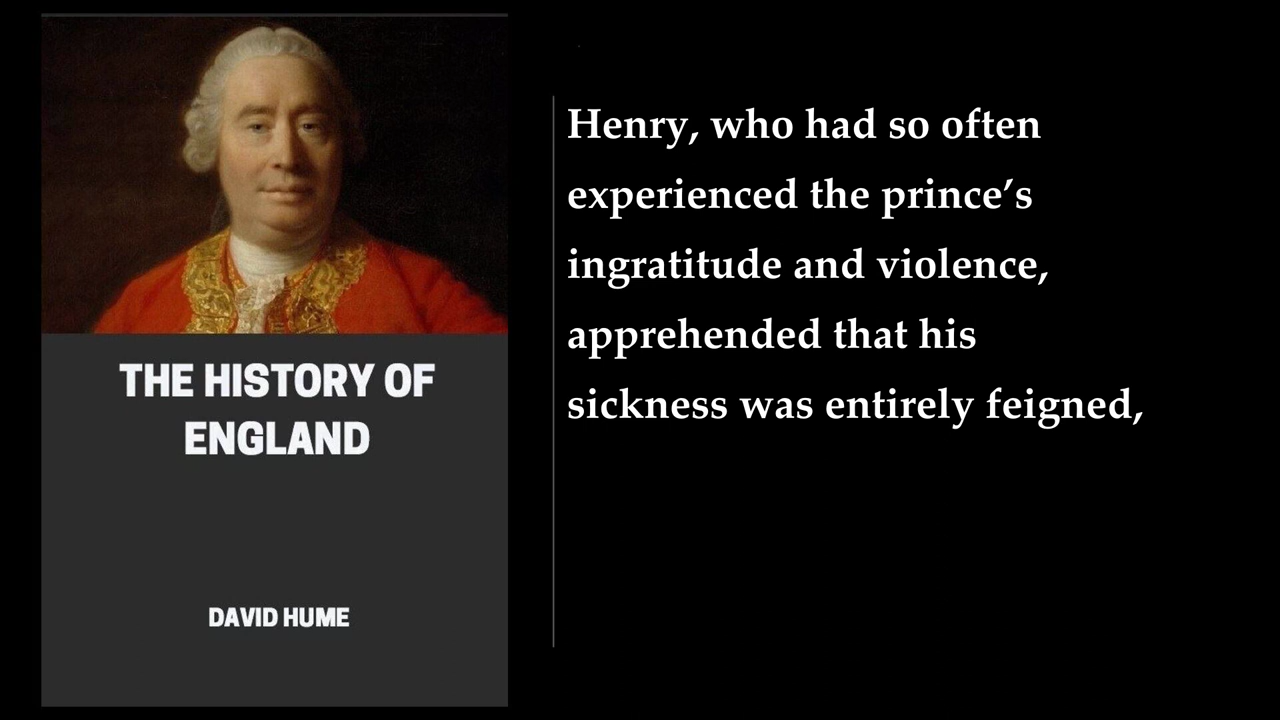 THE HISTORY OF
ENGLAND
DAVID HUME
Henry, who had so often
experienced the prince’s
ingratitude and violence,
apprehended that his
sickness was entirely feigned,